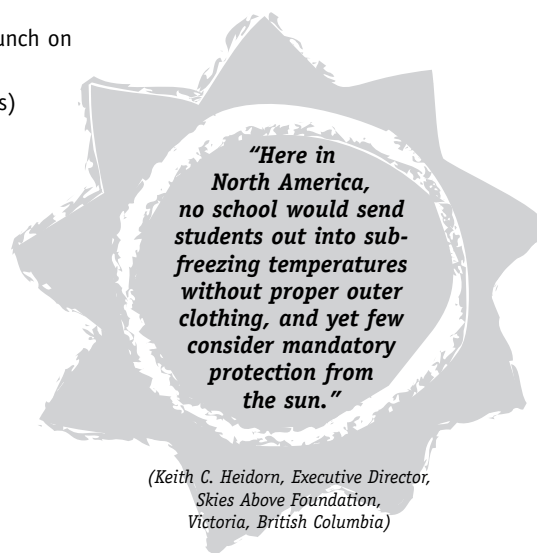 unch on
s)
“Here in
North America,
no school would send
students out into sub-
freezing temperatures
without proper outer
clothing, and yet few
consider mandatory
protection from
the sun.”
(Keith C. Heidorn, Executive Director,
Skies Above Foundation,
Victoria, British Columbia)